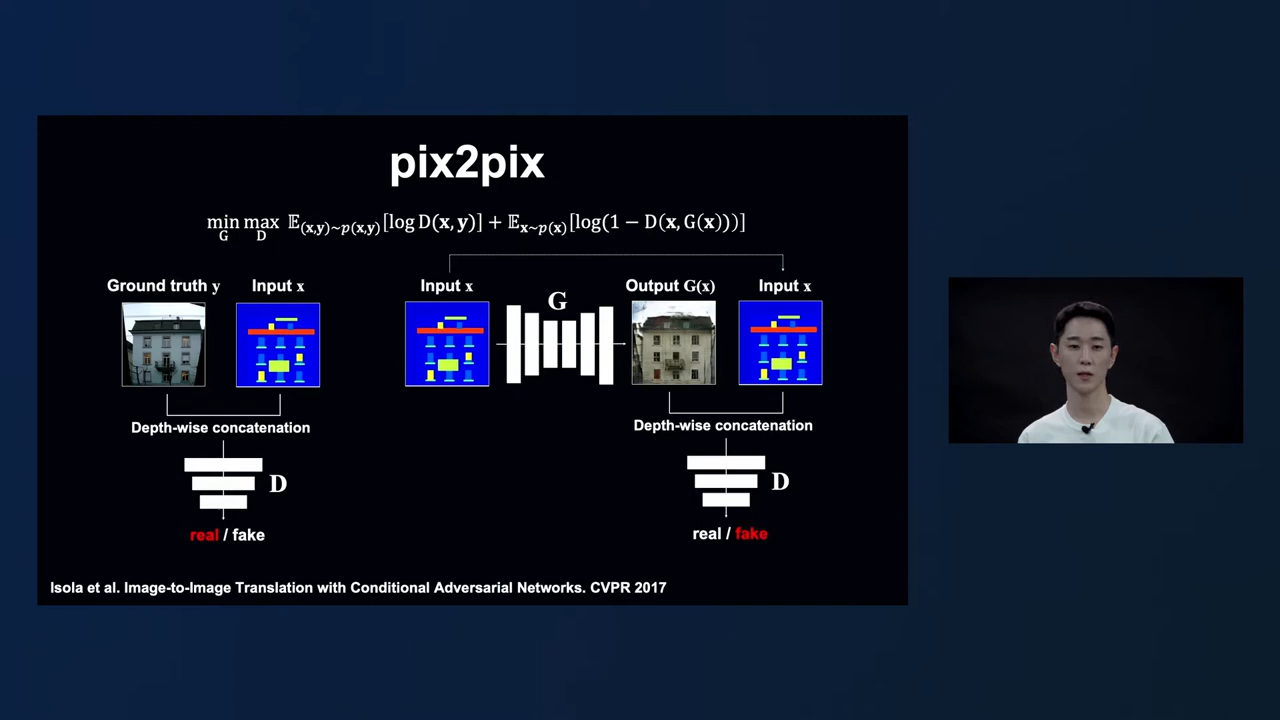 pix2pix
min max 𝔼(x,y)~p(x,y)[log D(x, y)] + 𝔼x~p(x)[log(1 − D(x, G(x)))]
G D
Ground truth y Input x Input x G Output G(x) Input x
Depth-wise concatenation Depth-wise concatenation
D D
real / fake real / fake
Isola et al. Image-to-Image Translation with Conditional Adversarial Networks. CVPR 2017